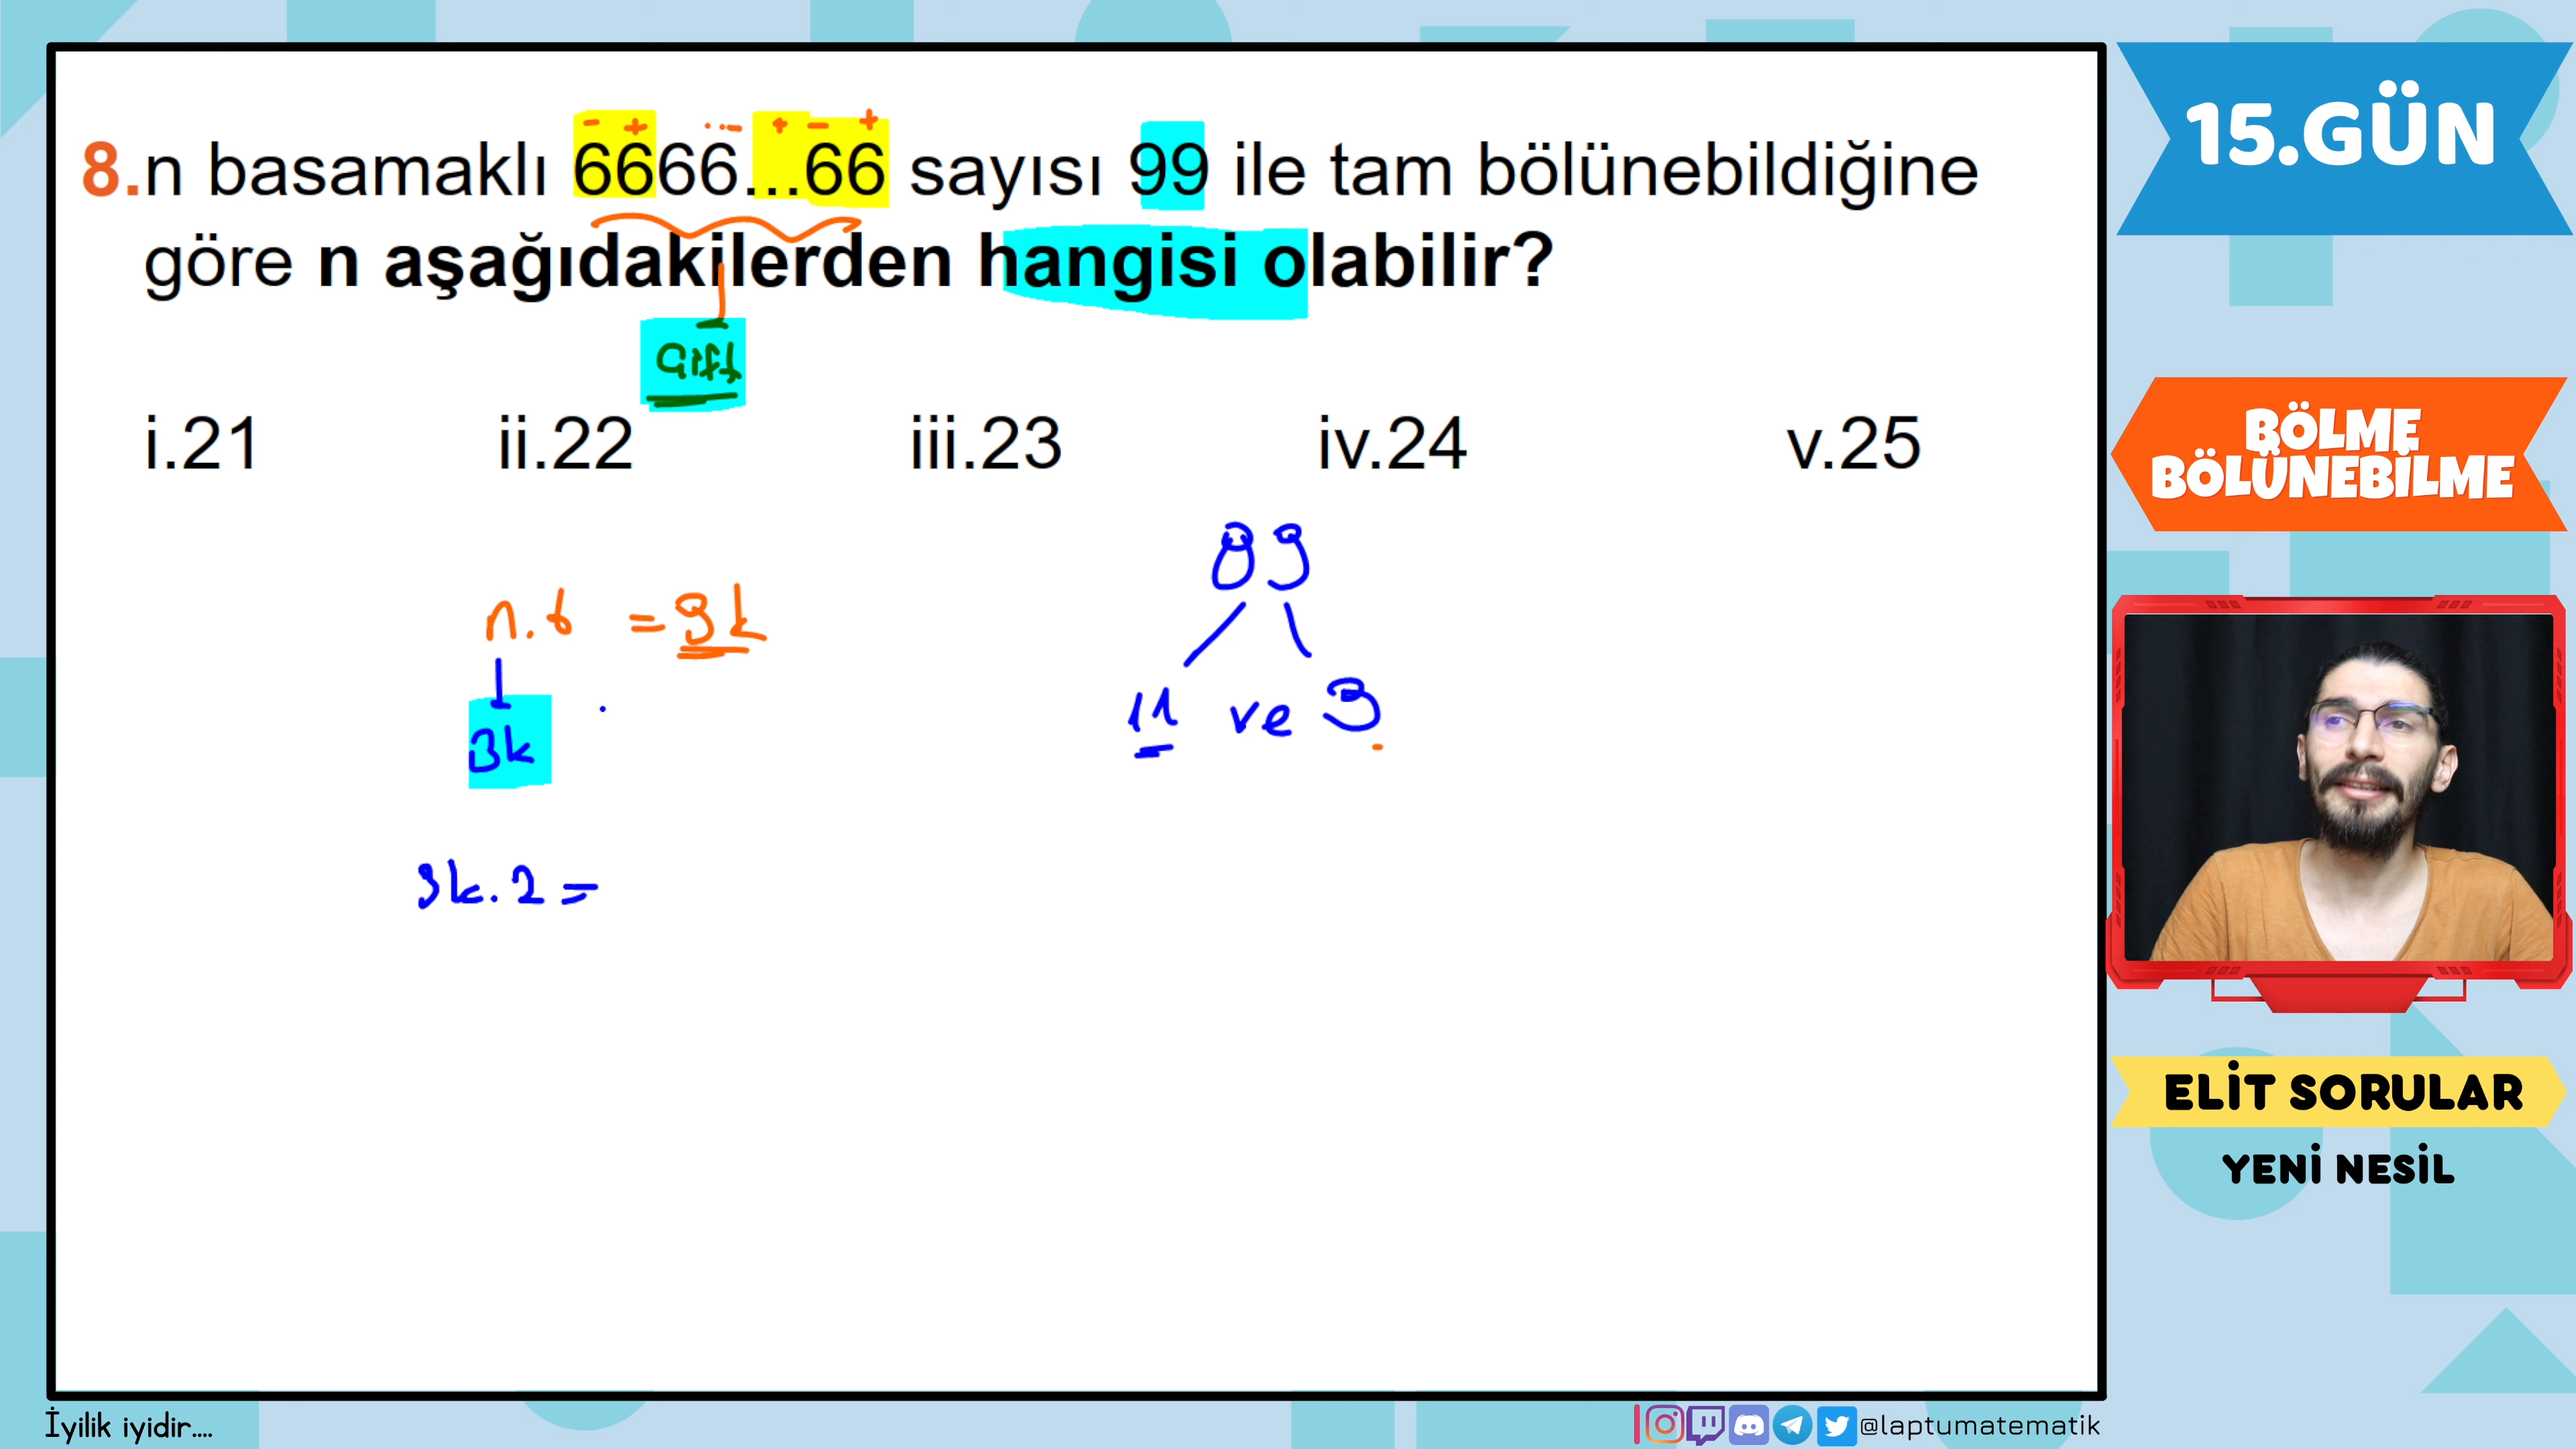 15.GÜN
8.n basamaklı 6666...66 sayısı 99 ile tam bölünebildiğine
göre n aşağıdakilerden hangisi olabilir?
Çift
i.21 ii.22 iii.23 iv.24 v.25
BÖLME
BÖLÜNEBİLME
99
n.6 = 9k
11 ve 9
3k
3k.2=
ELİT SORULAR
YENİ NESİL
İyilik iyidir....
@laptumatematik